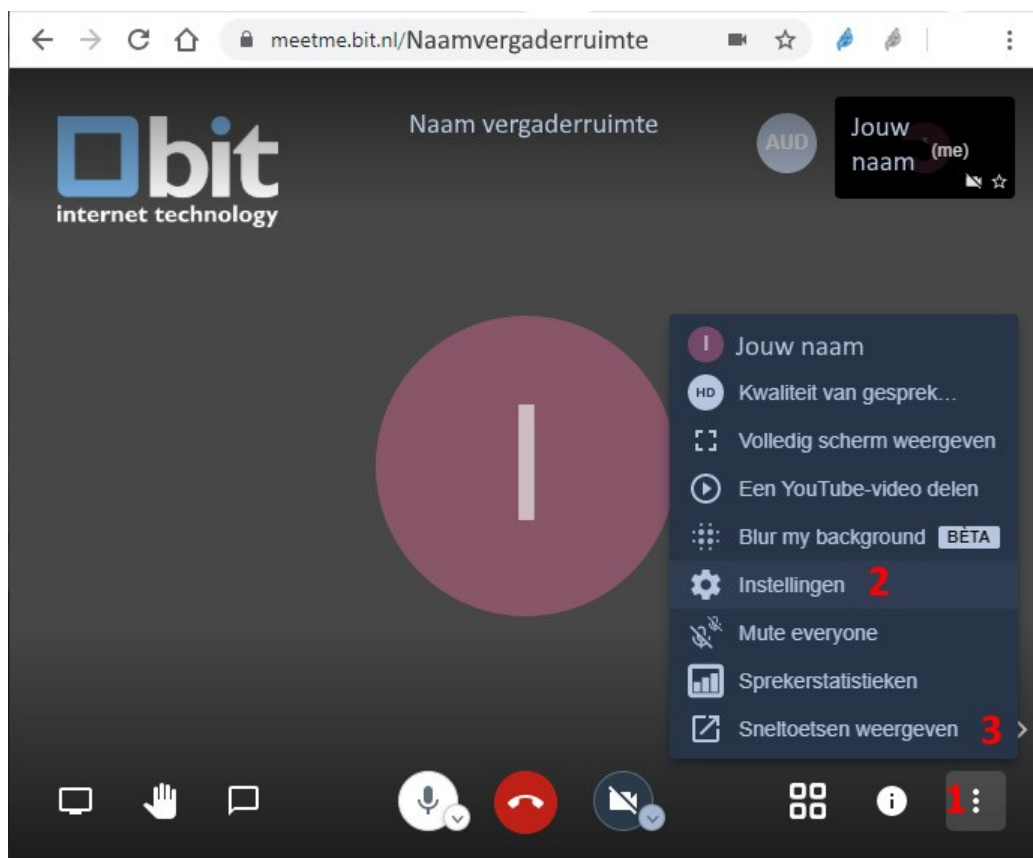 meetme.bit.nl/Naamvergaderruimte
bit
internet technology
Naam vergaderruimte
AUD
Jouw
naam
(me)
I
I
Jouw naam
HD
Kwaliteit van gesprek...
Volledig scherm weergeven
Een YouTube-video delen
Blur my background BÈTA
Instellingen 2
Mute everyone
Sprekerstatistieken
Sneltoetsen weergeven 3
1